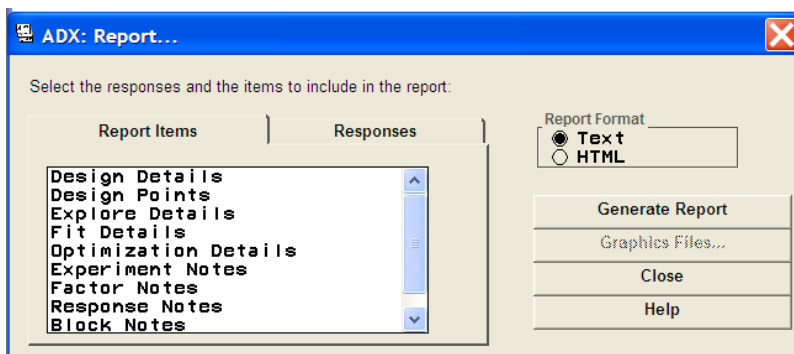 ADX: Report...
Select the responses and the items to include in the report:
Report Items
Responses
Design Details
Design Points
Explore Details
Fit Details
Optimization Details
Experiment Notes
Factor Notes
Response Notes
Block Notes
Report Format
Text
HTML
Generate Report
Graphics Files...
Close
Help